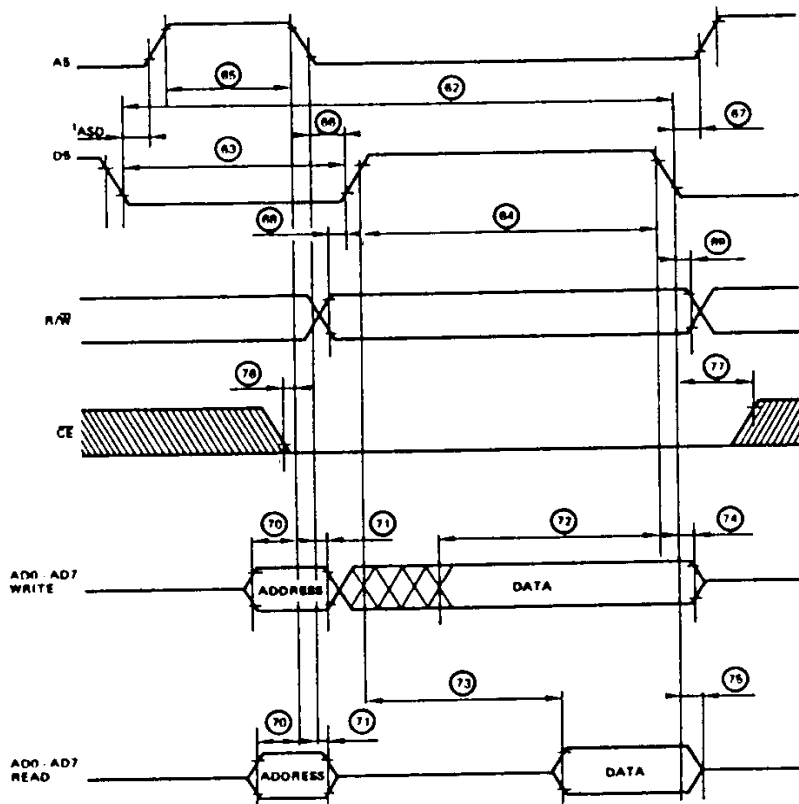 AS
65
62
67
tASD
66
DS
63
68
64
69
R/W̅
78
77
C̅E̅
70
71
72
74
AD0 - AD7
WRITE
ADDRESS
DATA
73
75
70
71
AD0 - AD7
READ
ADDRESS
DATA